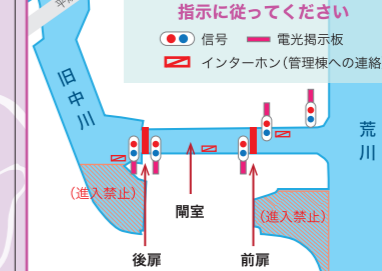 指示に従ってください
信号
電光掲示板
インターホン(管理棟への連絡
旧中川
荒川
(進入禁止)
閘室
(進入禁止)
後扉
前扉